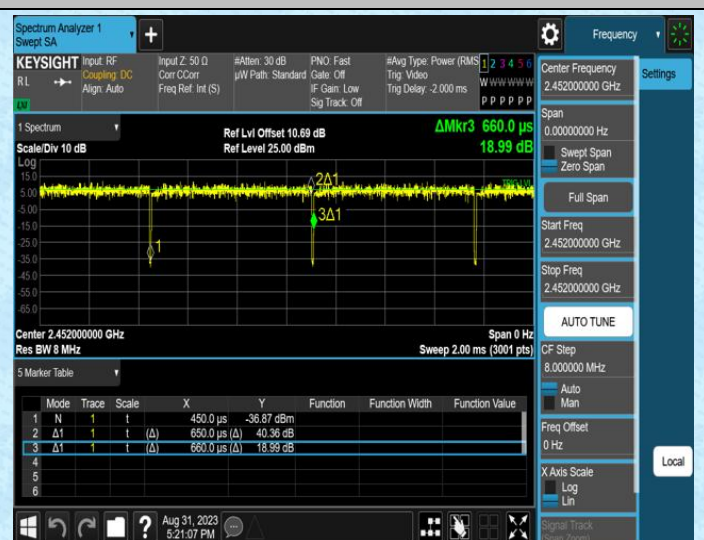 Spectrum Analyzer 1
Swept SA
Frequency
KEYSIGHT
RL
Input: RF
Coupling: DC
Align: Auto
Input Z: 50 Ω
Corr CCorr
Freq Ref: Int (S)
#Atten: 30 dB
µW Path: Standard
PNO: Fast
Gate: Off
IF Gain: Low
Sig Track: Off
#Avg Type: Power (RMS
Trig: Video
Trig Delay: -2.000 ms
1 2 3 4 5 6
W W W W W W
P P P P P P
1 Spectrum
Scale/Div 10 dB
Log
Ref Lvl Offset 10.69 dB
Ref Level 25.00 dBm
ΔMkr3 660.0 µs
18.99 dB
15.0
5.00
-5.00
-15.0
-25.0
-35.0
-45.0
-55.0
-65.0
2Δ1
3Δ1
1
TRIG LVL
Center 2.452000000 GHz
Res BW 8 MHz
Span 0 Hz
Sweep 2.00 ms (3001 pts)
5 Marker Table
Mode Trace Scale X Y Function Function Width Function Value
1 N 1 t 450.0 µs -36.87 dBm
2 Δ1 1 t (Δ) 650.0 µs (Δ) 40.36 dB
3 Δ1 1 t (Δ) 660.0 µs (Δ) 18.99 dB
4
5
6
Aug 31, 2023
5:21:07 PM
?
Center Frequency
2.452000000 GHz
Span
0.00000000 Hz
Swept Span
Zero Span
Full Span
Start Freq
2.452000000 GHz
Stop Freq
2.452000000 GHz
AUTO TUNE
CF Step
8.000000 MHz
Auto
Man
Freq Offset
0 Hz
X Axis Scale
Log
Lin
Signal Track
(Span Zoom)
Settings
Local